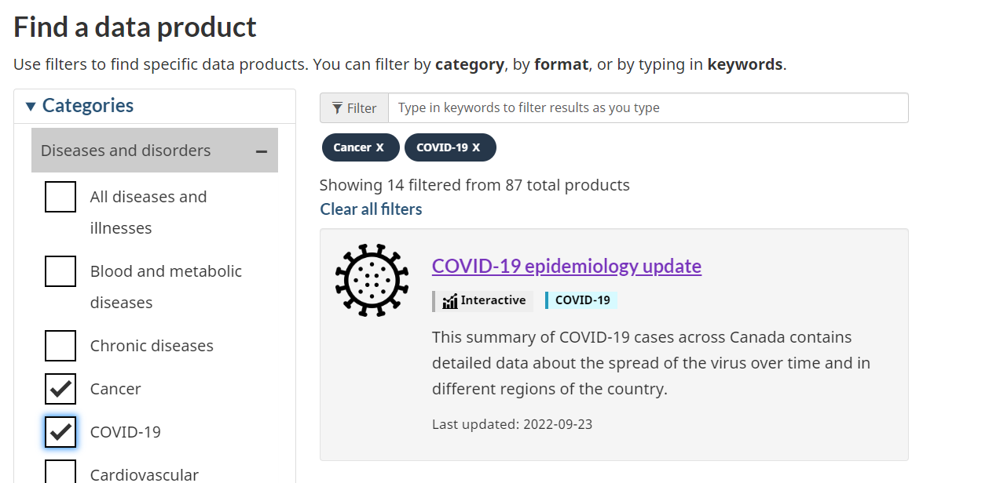 Find a data product
Use filters to find specific data products. You can filter by category, by format, or by typing in keywords.
Categories
Diseases and disorders
All diseases and
illnesses
Blood and metabolic
diseases
Chronic diseases
Cancer
COVID-19
Cardiovascular
Filter Type in keywords to filter results as you type
Cancer X COVID-19 X
Showing 14 filtered from 87 total products
Clear all filters
COVID-19 epidemiology update
Interactive COVID-19
This summary of COVID-19 cases across Canada contains
detailed data about the spread of the virus over time and in
different regions of the country.
Last updated: 2022-09-23